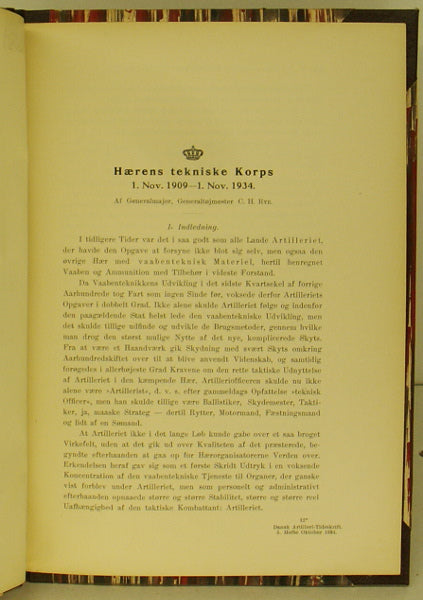 Hærens tekniske Korps
1. Nov. 1909—1. Nov. 1934.
Af Generalmajor, Generaltøjmester C. H. Rye.
I. Indledning.
I tidligere Tider var det i saa godt som alle Lande Artilleriet,
der havde den Opgave at forsyne ikke blot sig selv, men ogsaa den
øvrige Hær med vaabenteknisk Materiel, hertil henregnet
Vaaben og Ammunition med Tilbehør i videste Forstand.
Da Vaabenteknikkens Udvikling i det sidste Kvartsekel af forrige
Aarhundrede tog Fart som ingen Sinde før, voksede derfor Artilleriets
Opgaver i dobbelt Grad. Ikke alene skulde Artilleriet følge og indenfor
den paagældende Stat helst lede den vaabentekniske Udvikling, men
det skulde tillige udfinde og udvikle de Brugsmetoder, gennem hvilke
man drog den størst mulige Nytte af det nye, komplicerede Skyts.
Fra at være et Haandværk gik Skydning med svært Skyts omkring
Aarhundredskiftet over til at blive anvendt Videnskab, og samtidig
forøgedes i allerhøjeste Grad Kravene om den rette taktiske Udnyttelse
af Artilleriet i den kæmpende Hær. Artilleriofficeren skulde nu ikke
alene være »Artillerist«, d. v. s. efter gammeldags Opfattelse »teknisk
Officer«, men han skulde tillige være Ballistiker, Skydemester, Takti-
ker, ja, maaske Strateg — dertil Rytter, Motormand, Fæstningsmand
og lidt af en Sømand.
At Artilleriet ikke i det lange Løb kunde gabe over et saa broget
Virkefelt, uden at det gik ud over Kvaliteten af det præsterede, be-
gyndte efterhaanden at gaa op for Hærorganisatorerne Verden over.
Erkendelsen heraf gav sig som et første Skridt Udtryk i en voksende
Koncentration af den vaabentekniske Tjeneste til Organer, der ganske
vist forblev under Artilleriet, men som personelt og administrativt
efterhaanden opnaaede større og større Stabilitet, større og større reel
Uafhængighed af den taktiske Kombattant: Artilleriet.
12*
Dansk Artilleri-Tidsskrift.
5. Hefte Oktober 1934.